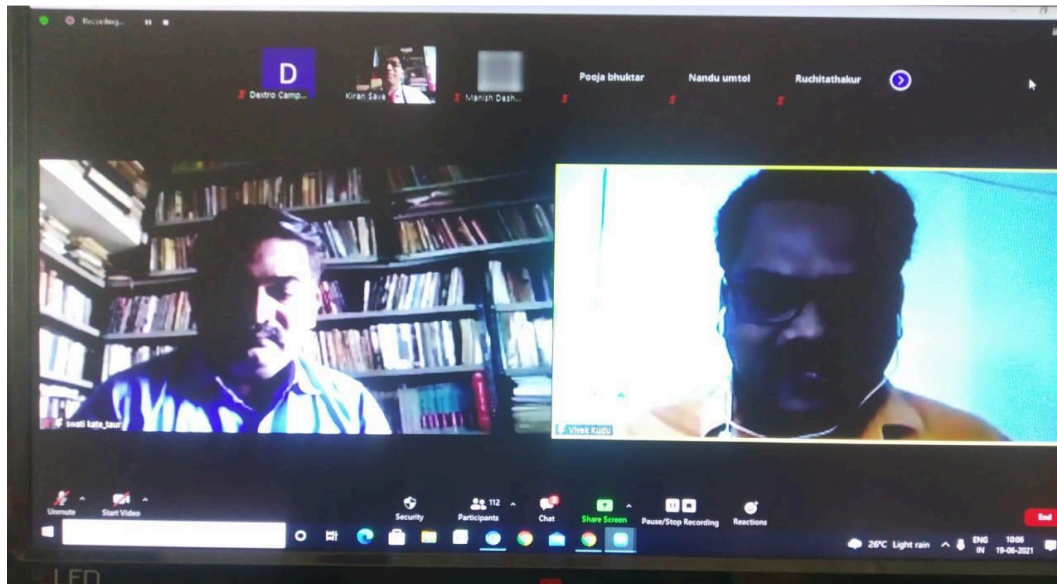 Recording...
D
Dextro Camp...
Kiran Save
Manish Desh...
Pooja bhuktar
Nandu umtol
Ruchitathakur
swati kate_taur
Vivek Kudu
Unmute
Start Video
Security
Participants
112
Chat
Share Screen
Pause/Stop Recording
Reactions
End
26°C Light rain
ENG
IN
10:06
19-06-2021
LED